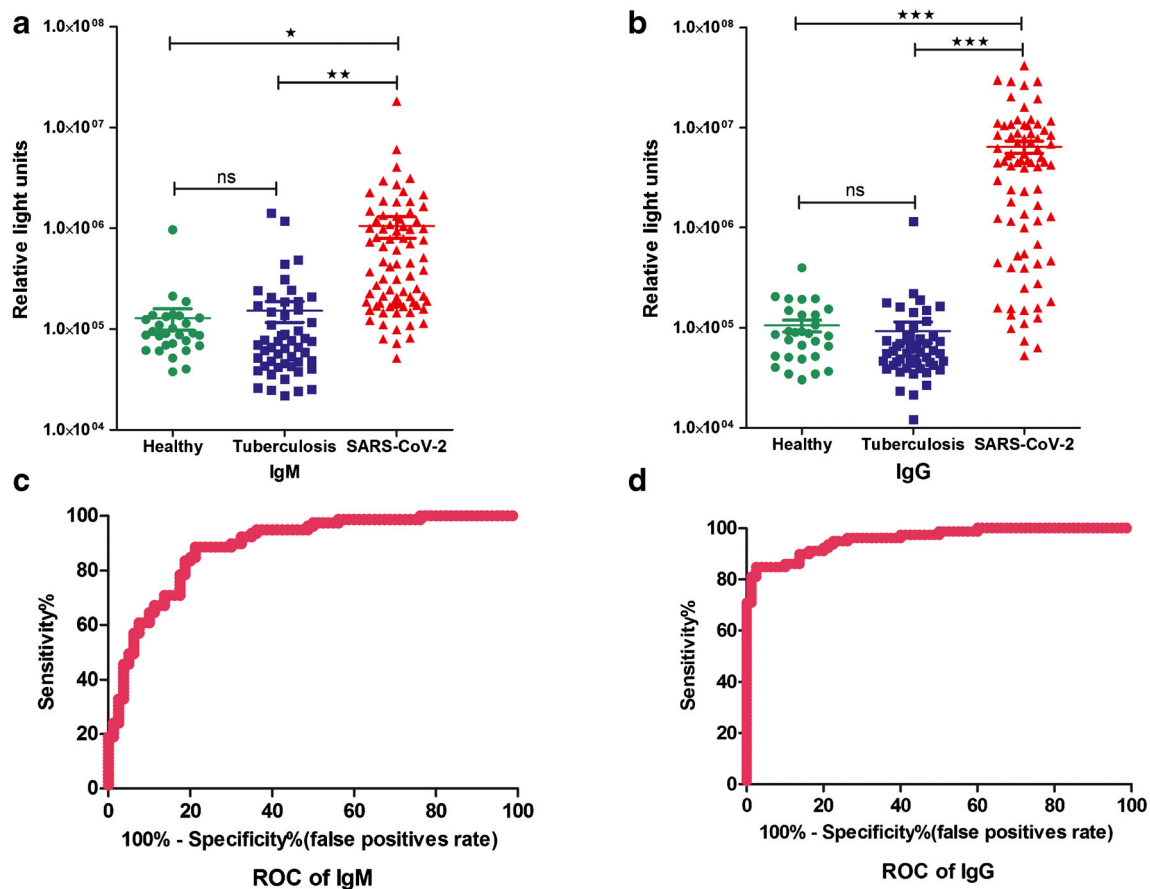 a
1.0×10⁰⁸
1.0×10⁰⁷
1.0×10⁰⁶
1.0×10⁰⁵
1.0×10⁰⁴
Relative light units
★
★★
ns
Healthy Tuberculosis SARS-CoV-2
IgM
b
1.0×10⁰⁸
1.0×10⁰⁷
1.0×10⁰⁶
1.0×10⁰⁵
1.0×10⁰⁴
Relative light units
★★★
★★★
ns
Healthy Tuberculosis SARS-CoV-2
IgG
c
100
80
60
40
20
0
Sensitivity%
0 20 40 60 80 100
100% - Specificity%(false positives rate)
ROC of IgM
d
100
80
60
40
20
0
Sensitivity%
0 20 40 60 80 100
100% - Specificity%(false positives rate)
ROC of IgG